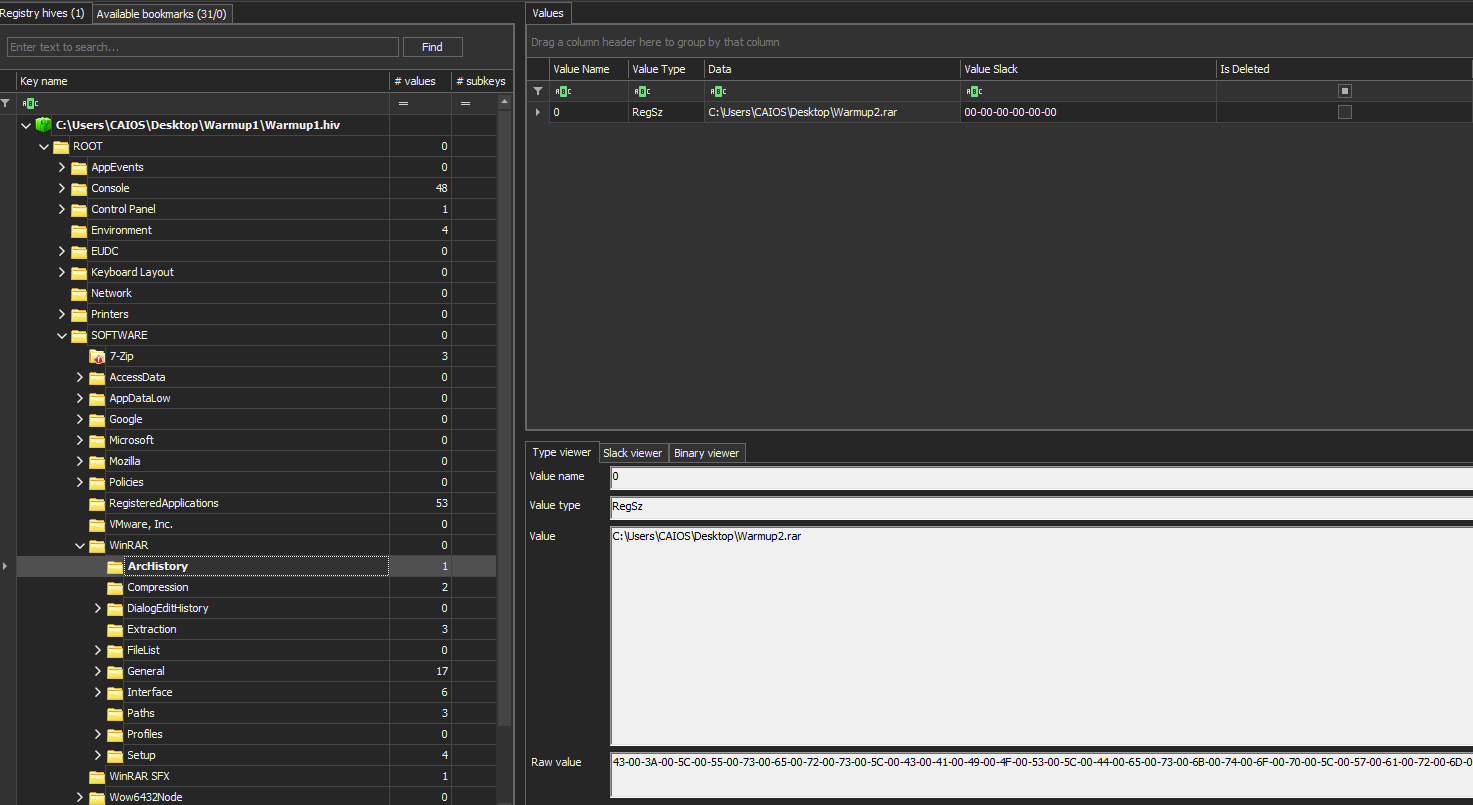 Registry hives (1) Available bookmarks (31/0)
Enter text to search... Find
Key name # values # subkeys
ABC = =
C:\Users\CAIOS\Desktop\Warmup1\Warmup1.hiv
ROOT 0
AppEvents 0
Console 48
Control Panel 1
Environment 4
EUDC 0
Keyboard Layout 0
Network 0
Printers 0
SOFTWARE 0
7-Zip 3
AccessData 0
AppDataLow 0
Google 0
Microsoft 0
Mozilla 0
Policies 0
RegisteredApplications 53
VMware, Inc. 0
WinRAR 0
ArcHistory 1
Compression 2
DialogEditHistory 0
Extraction 3
FileList 0
General 17
Interface 6
Paths 3
Profiles 0
Setup 4
WinRAR SFX 1
Wow6432Node 0
Values
Drag a column header here to group by that column
Value Name Value Type Data Value Slack Is Deleted
ABC ABC ABC ABC
0 RegSz C:\Users\CAIOS\Desktop\Warmup2.rar 00-00-00-00-00-00
Type viewer Slack viewer Binary viewer
Value name 0
Value type RegSz
Value C:\Users\CAIOS\Desktop\Warmup2.rar
Raw value 43-00-3A-00-5C-00-55-00-73-00-65-00-72-00-73-00-5C-00-43-00-41-00-49-00-4F-00-53-00-5C-00-44-00-65-00-73-00-6B-00-74-00-6F-00-70-00-5C-00-57-00-61-00-72-00-6D-0